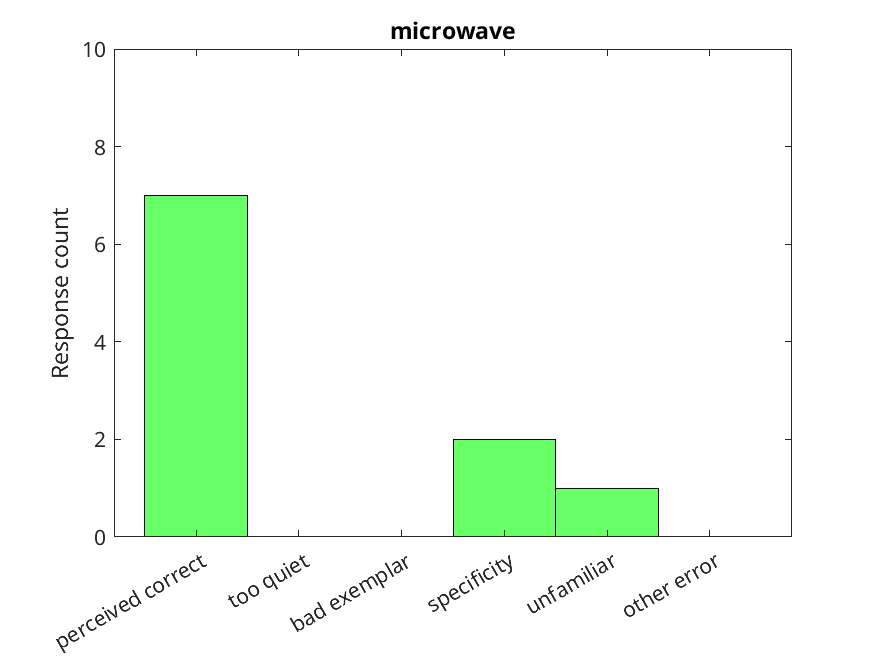 microwave
Response count
10
8
6
4
2
0
perceived correct
too quiet
bad exemplar
specificity
unfamiliar
other error